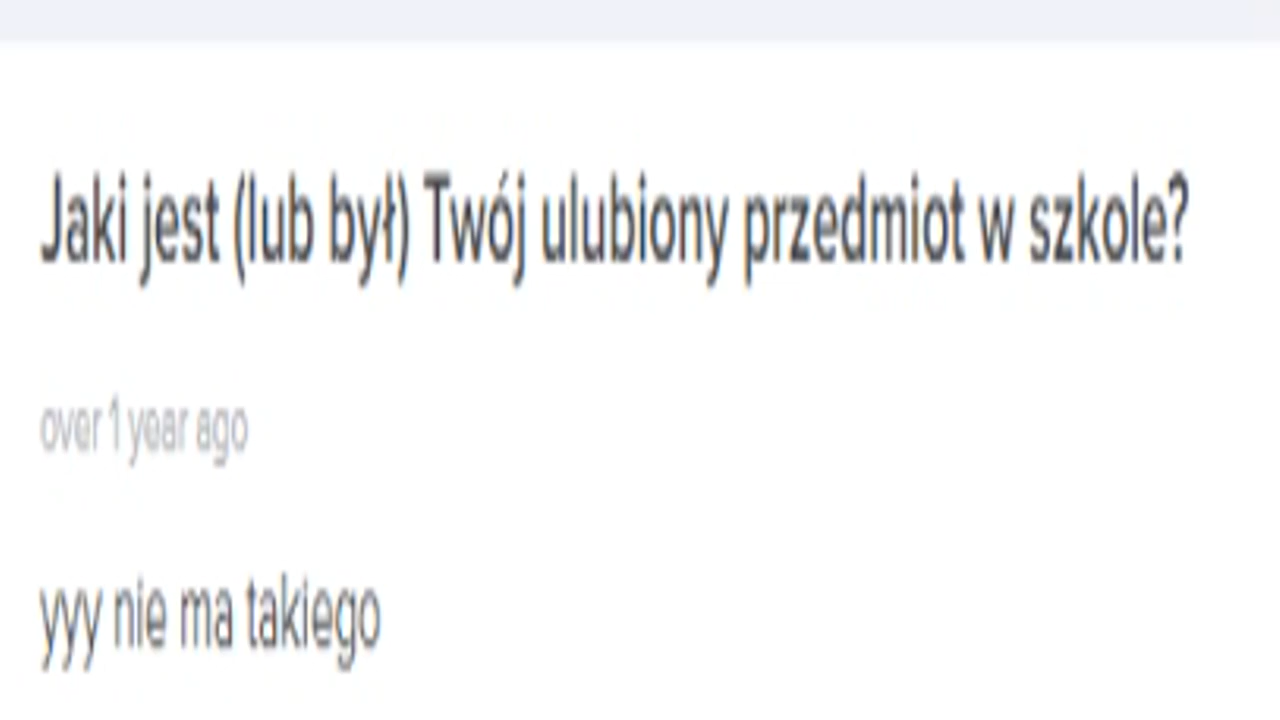 Jaki jest (lub był) Twój ulubiony przedmiot w szkole?
over 1 year ago
yyy nie ma takiego